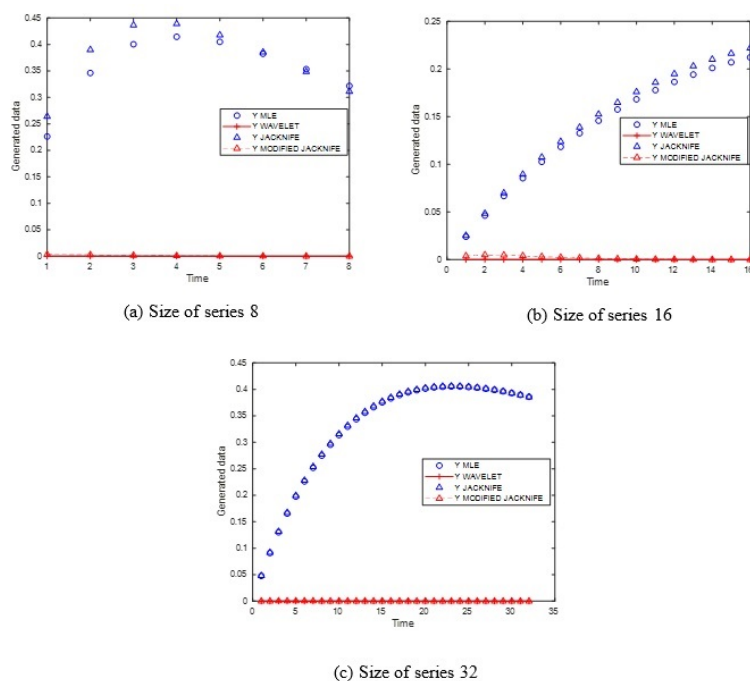 0.45
0.4
0.35
0.3
0.25
0.2
0.15
0.1
0.05
0
Generated data
Y MLE
Y WAVELET
Y JACKNIFE
Y MODIFIED JACKNIFE
1 2 3 4 5 6 7 8
Time
(a) Size of series 8
0.25
0.2
0.15
0.1
0.05
0
Generated data
Y MLE
Y WAVELET
Y JACKNIFE
Y MODIFIED JACKNIFE
0 2 4 6 8 10 12 14 16
Time
(b) Size of series 16
0.45
0.4
0.35
0.3
0.25
0.2
0.15
0.1
0.05
0
Generated data
Y MLE
Y WAVELET
Y JACKNIFE
Y MODIFIED JACKNIFE
0 5 10 15 20 25 30 35
Time
(c) Size of series 32